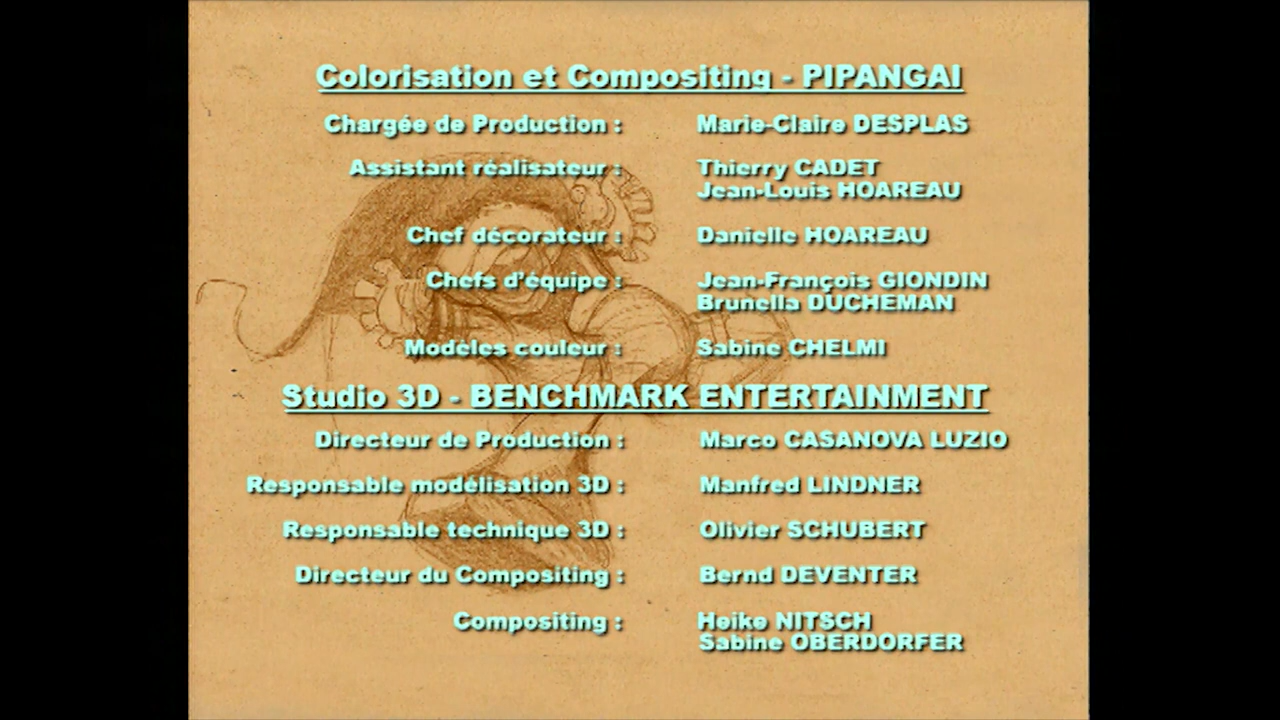 Colorisation et Compositing - PIPANGAI
Chargée de Production : Marie-Claire DESPLAS
Assistant réalisateur : Thierry CADET
Jean-Louis HOAREAU
Chef décorateur : Danielle HOAREAU
Chefs d'équipe : Jean-François GIONDIN
Brunella DUCHEMAN
Modèles couleur : Sabine CHELMI
Studio 3D - BENCHMARK ENTERTAINMENT
Directeur de Production : Marco CASANOVA LUZIO
Responsable modélisation 3D : Manfred LINDNER
Responsable technique 3D : Olivier SCHUBERT
Directeur du Compositing : Bernd DEVENTER
Compositing : Heike NITSCH
Sabine OBERDORFER